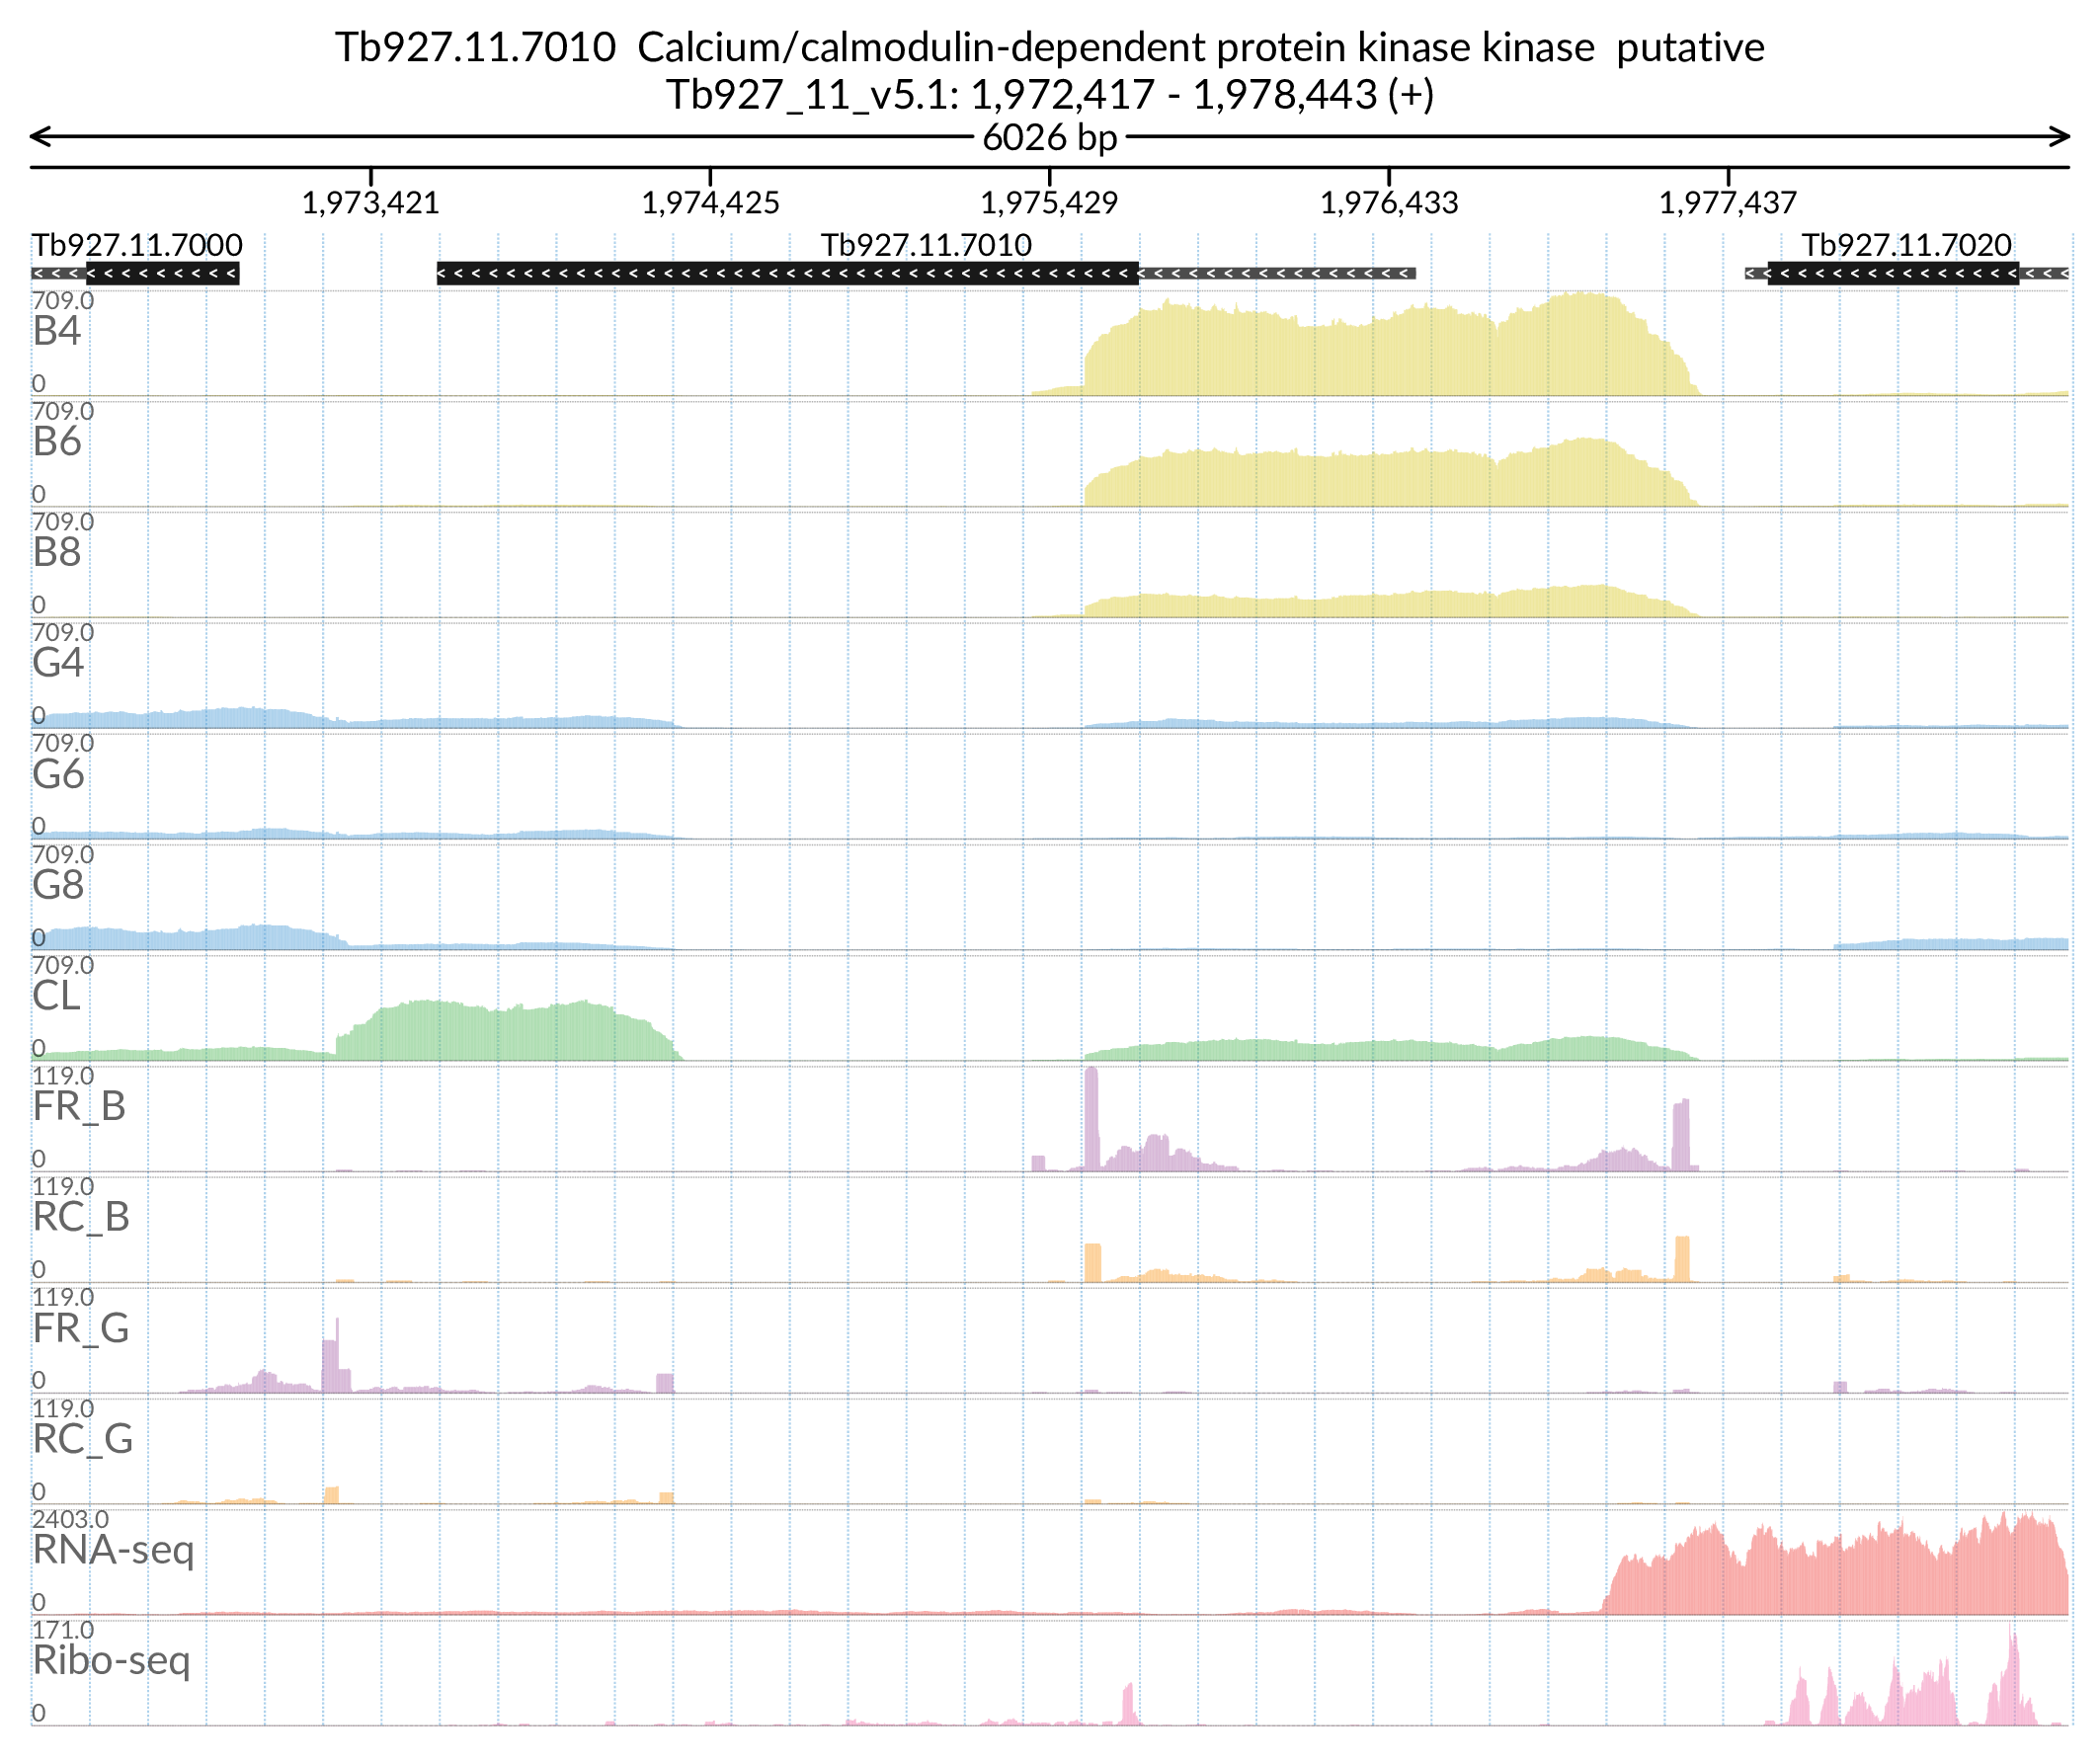 Tb927.11.7010  Calcium/calmodulin-dependent protein kinase kinase  putative
Tb927_11_v5.1: 1,972,417 - 1,978,443 (+)
6026 bp
1,973,421 1,974,425 1,975,429 1,976,433 1,977,437
Tb927.11.7000 Tb927.11.7010 Tb927.11.7020
709.0
B4
0
709.0
B6
0
709.0
B8
0
709.0
G4
0
709.0
G6
0
709.0
G8
0
709.0
CL
0
119.0
FR_B
0
119.0
RC_B
0
119.0
FR_G
0
119.0
RC_G
0
2403.0
RNA-seq
0
171.0
Ribo-seq
0